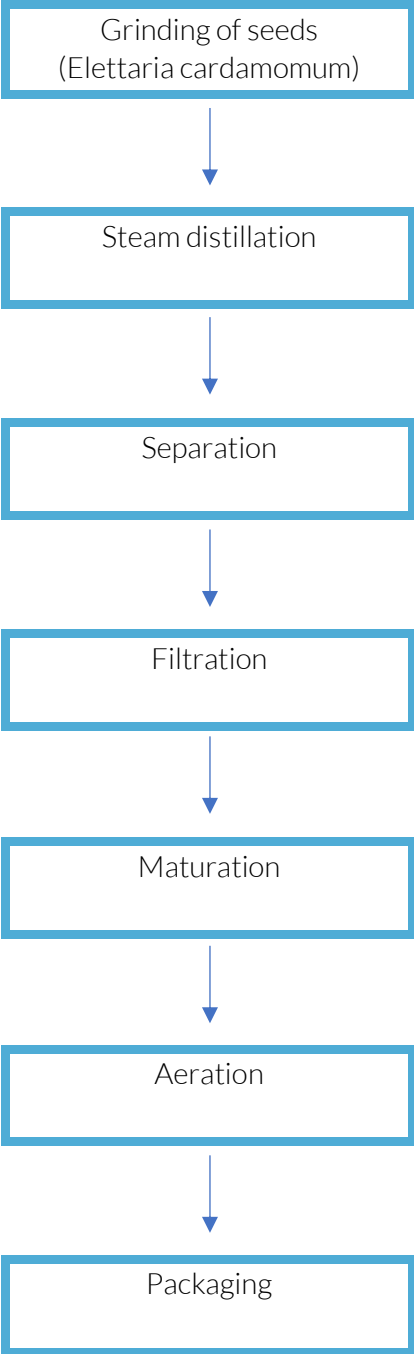 Grinding of seeds
(Elettaria cardamomum)
Steam distillation
Separation
Filtration
Maturation
Aeration
Packaging